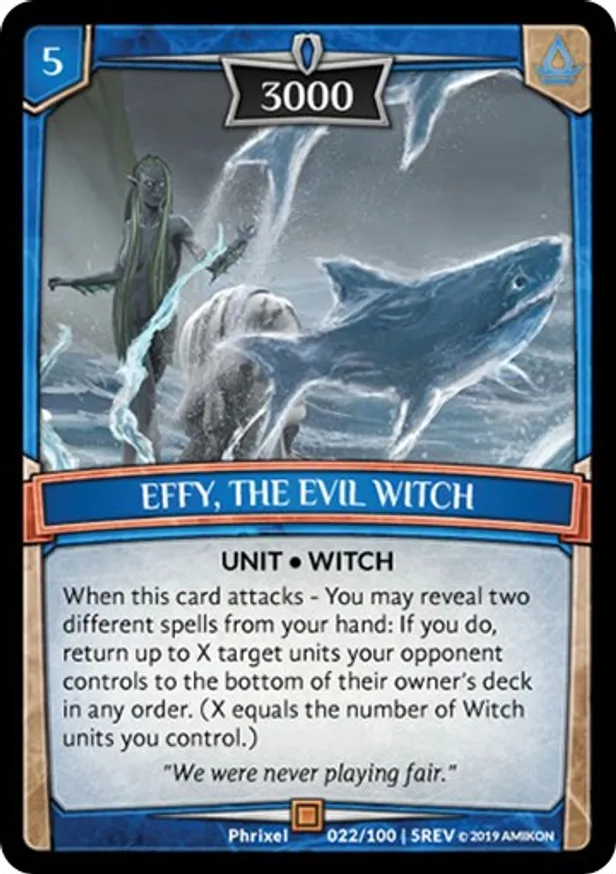 5
3000
EFFY, THE EVIL WITCH
UNIT • WITCH
When this card attacks - You may reveal two
different spells from your hand: If you do,
return up to X target units your opponent
controls to the bottom of their owner's deck
in any order. (X equals the number of Witch
units you control.)
"We were never playing fair."
Phrixel 022/100 | 5REV © 2019 AMIKON